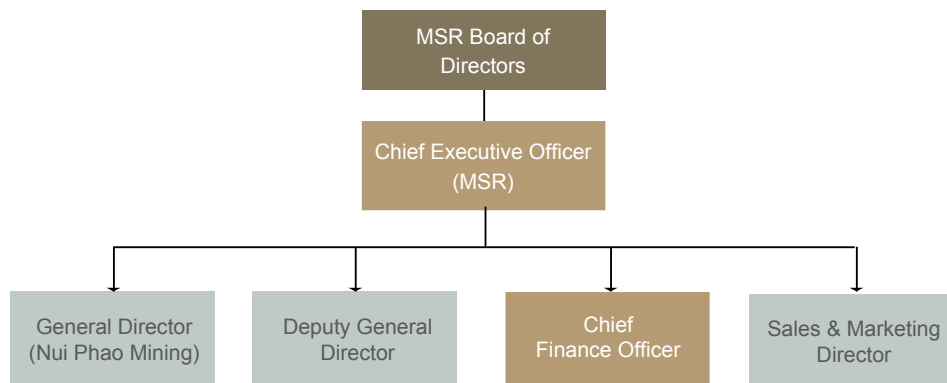 MSR Board of
Directors
Chief Executive Officer
(MSR)
General Director
(Nui Phao Mining)
Deputy General
Director
Chief
Finance Officer
Sales & Marketing
Director